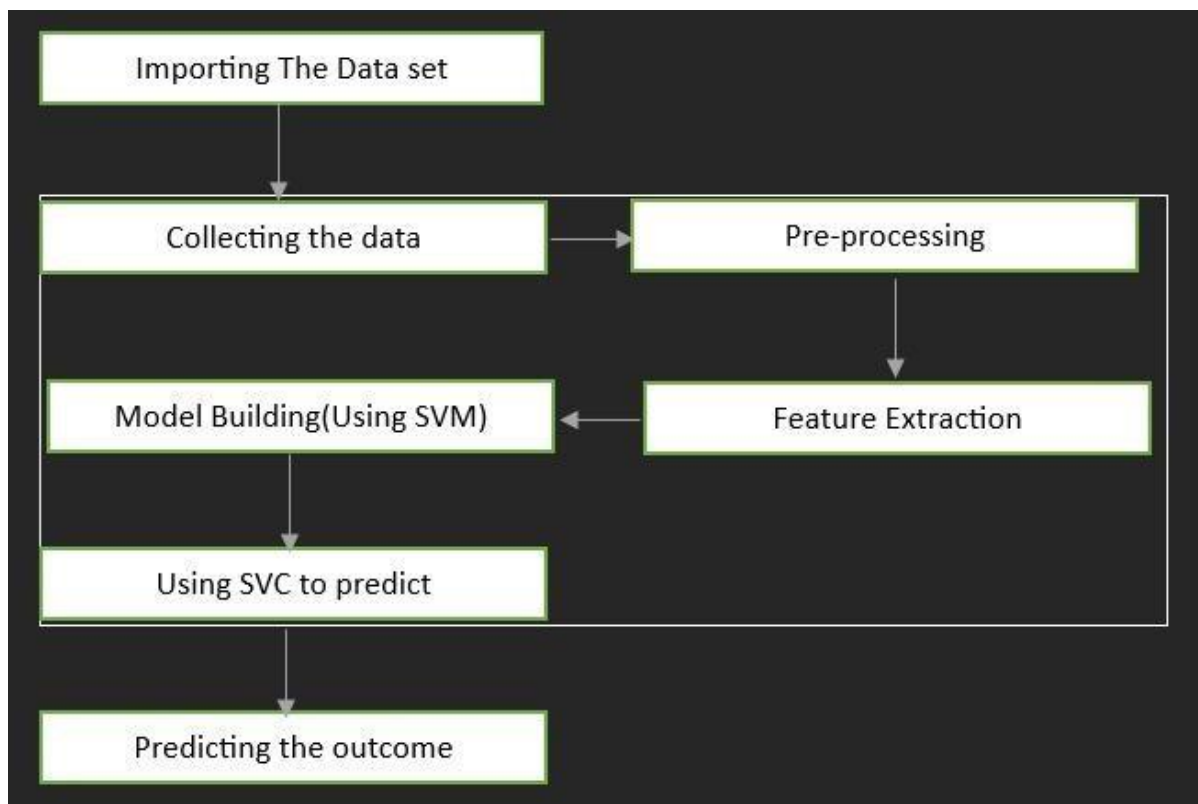 Importing The Data set
Collecting the data
Pre-processing
Feature Extraction
Model Building(Using SVM)
Using SVC to predict
Predicting the outcome